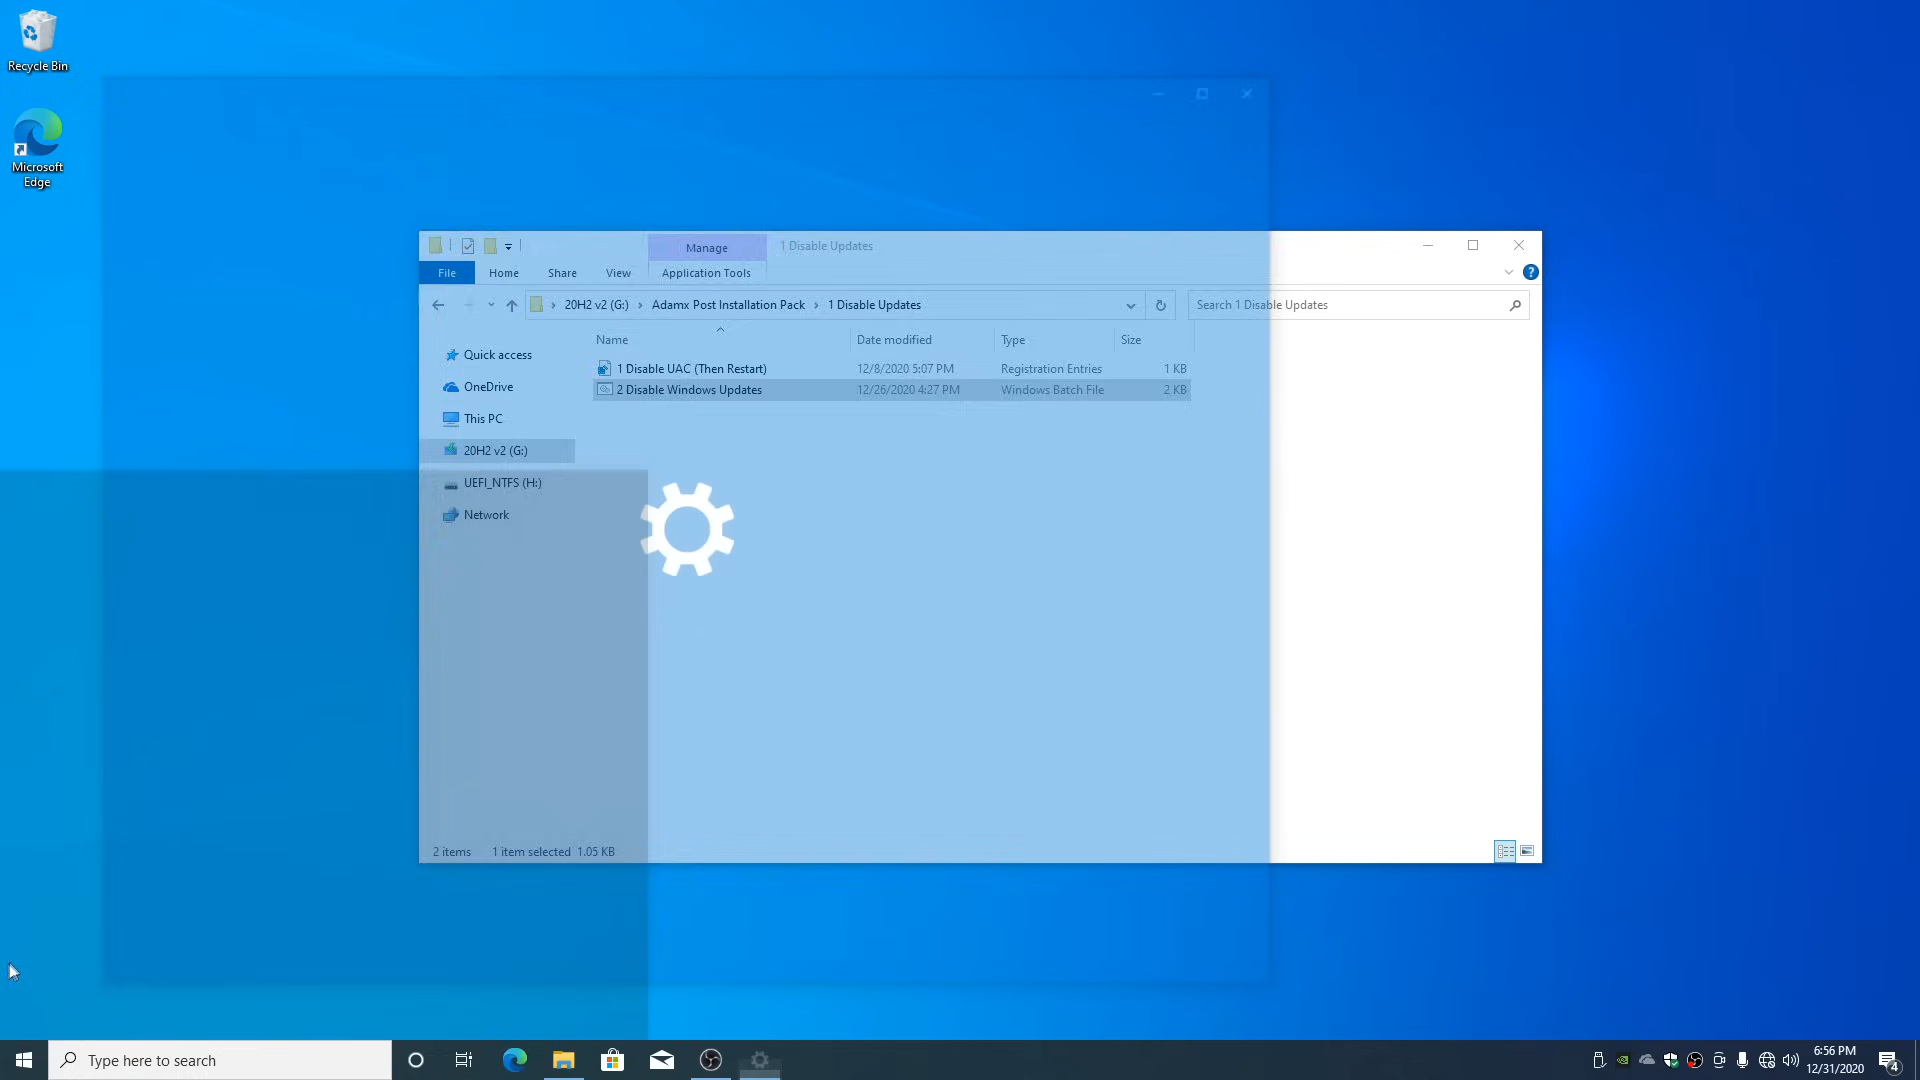 Recycle Bin
Microsoft
Edge
Manage
1 Disable Updates
File
Home
Share
View
Application Tools
20H2 v2 (G:)
Adamx Post Installation Pack
1 Disable Updates
Search 1 Disable Updates
Name
Date modified
Type
Size
Quick access
OneDrive
This PC
20H2 v2 (G:)
UEFI_NTFS (H:)
Network
1 Disable UAC (Then Restart)
12/8/2020 5:07 PM
Registration Entries
1 KB
2 Disable Windows Updates
12/26/2020 4:27 PM
Windows Batch File
2 KB
2 items
1 item selected 1.05 KB
Type here to search
6:56 PM
12/31/2020
4